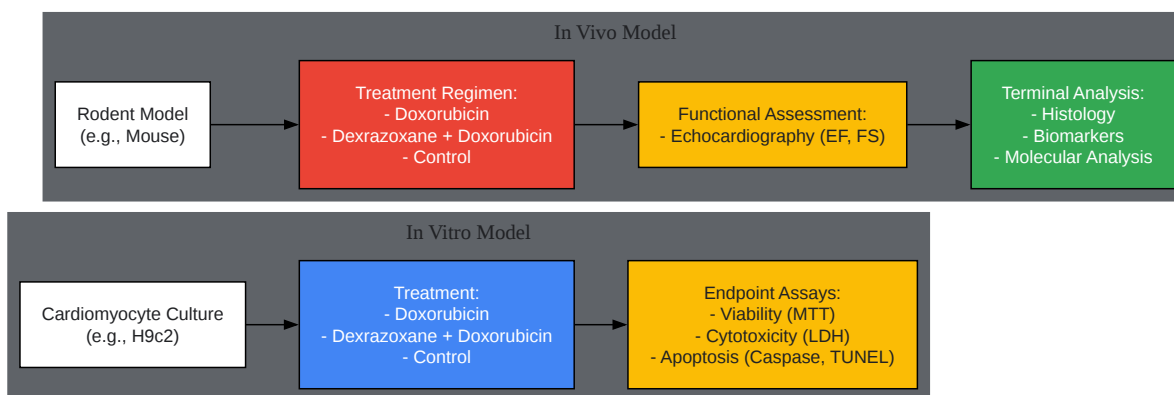 In Vivo Model
Rodent Model
(e.g., Mouse)
Treatment Regimen:
- Doxorubicin
- Dexrazoxane + Doxorubicin
- Control
Functional Assessment:
- Echocardiography (EF, FS)
Terminal Analysis:
- Histology
- Biomarkers
- Molecular Analysis
In Vitro Model
Cardiomyocyte Culture
(e.g., H9c2)
Treatment:
- Doxorubicin
- Dexrazoxane + Doxorubicin
- Control
Endpoint Assays:
- Viability (MTT)
- Cytotoxicity (LDH)
- Apoptosis (Caspase, TUNEL)